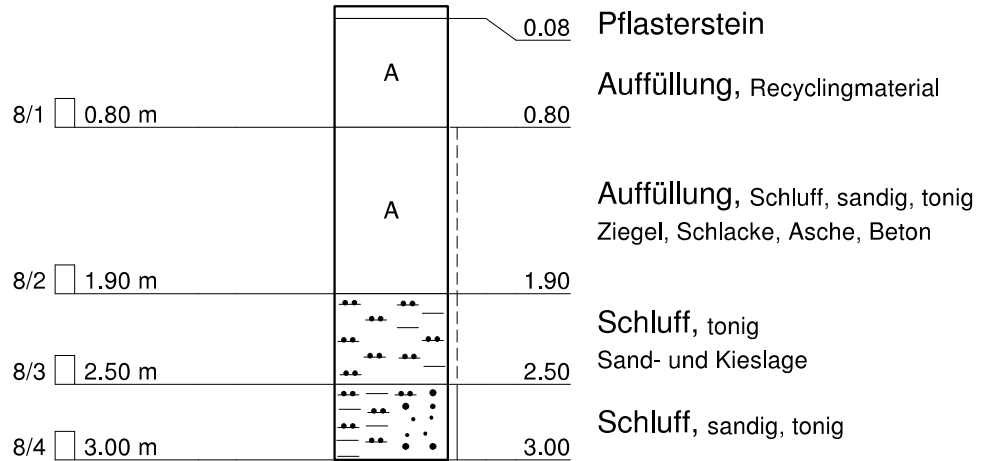 0.08 Pflasterstein
A
Auffüllung, Recyclingmaterial
8/1 0.80 m 0.80
Auffüllung, Schluff, sandig, tonig
A
Ziegel, Schlacke, Asche, Beton
8/2 1.90 m 1.90
Schluff, tonig
Sand- und Kieslage
8/3 2.50 m 2.50
Schluff, sandig, tonig
8/4 3.00 m 3.00